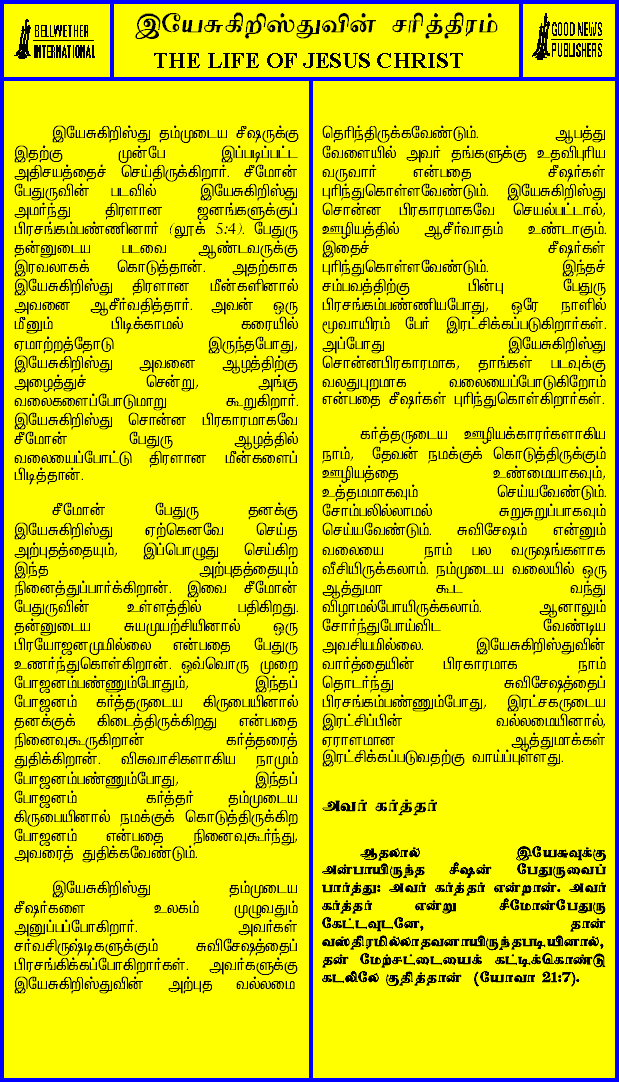 BELLWETHER
INTERNATIONAL
இயேசுகிறிஸ்துவின் சரித்திரம்
THE LIFE OF JESUS CHRIST
GOOD NEWS
PUBLISHERS
இயேசுகிறிஸ்து தம்முடைய சீஷருக்கு
இதற்கு முன்பே இப்படிப்பட்ட
அதிசயத்தைச் செய்திருக்கிறார். சீமோன்
பேதுருவின் படவில் இயேசுகிறிஸ்து
அமர்ந்து திரளான ஜனங்களுக்குப்
பிரசங்கம்பண்ணினார் (லூக் 5:4). பேதுரு
தன்னுடைய படவை ஆண்டவருக்கு
இரவலாகக் கொடுத்தான். அதற்காக
இயேசுகிறிஸ்து திரளான மீன்களினால்
அவனை ஆசீர்வதித்தார். அவன் ஒரு
மீனும் பிடிக்காமல் கரையில்
ஏமாற்றத்தோடு இருந்தபோது,
இயேசுகிறிஸ்து அவனை ஆழத்திற்கு
அழைத்துச் சென்று, அங்கு
வலைகளைப்போடுமாறு கூறுகிறார்.
இயேசுகிறிஸ்து சொன்ன பிரகாரமாகவே
சீமோன் பேதுரு ஆழத்தில்
வலையைப்போட்டு திரளான மீன்களைப்
பிடித்தான்.
சீமோன் பேதுரு தனக்கு
இயேசுகிறிஸ்து ஏற்கெனவே செய்த
அற்புதத்தையும், இப்பொழுது செய்கிற
இந்த அற்புதத்தையும்
நினைத்துப்பார்க்கிறான். இவை சீமோன்
பேதுருவின் உள்ளத்தில் பதிகிறது.
தன்னுடைய சுயமுயற்சியினால் ஒரு
பிரயோஜனமுமில்லை என்பதை பேதுரு
உணர்ந்துகொள்கிறான். ஒவ்வொரு முறை
போஜனம்பண்ணும்போதும், இந்தப்
போஜனம் கர்த்தருடைய கிருபையினால்
தனக்குக் கிடைத்திருக்கிறது என்பதை
நினைவுகூருகிறான் கர்த்தரைத்
துதிக்கிறான். விசுவாசிகளாகிய நாமும்
போஜனம்பண்ணும்போது, இந்தப்
போஜனம் கர்த்தர் தம்முடைய
கிருபையினால் நமக்குக் கொடுத்திருக்கிற
போஜனம் என்பதை நினைவுகூர்ந்து,
அவரைத் துதிக்கவேண்டும்.
இயேசுகிறிஸ்து தம்முடைய
சீஷர்களை உலகம் முழுவதும்
அனுப்பப்போகிறார். அவர்கள்
சர்வசிருஷ்டிகளுக்கும் சுவிசேஷத்தைப்
பிரசங்கிக்கப்போகிறார்கள். அவர்களுக்கு
இயேசுகிறிஸ்துவின் அற்புத வல்லமை
தெரிந்திருக்கவேண்டும். ஆபத்து
வேளையில் அவர் தங்களுக்கு உதவிபுரிய
வருவார் என்பதை சீஷர்கள்
புரிந்துகொள்ளவேண்டும். இயேசுகிறிஸ்து
சொன்ன பிரகாரமாகவே செயல்பட்டால்,
ஊழியத்தில் ஆசீர்வாதம் உண்டாகும்.
இதைச் சீஷர்கள்
புரிந்துகொள்ளவேண்டும். இந்தச்
சம்பவத்திற்கு பின்பு பேதுரு
பிரசங்கம்பண்ணியபோது, ஒரே நாளில்
மூவாயிரம் பேர் இரட்சிக்கப்படுகிறார்கள்.
அப்போது இயேசுகிறிஸ்து
சொன்னபிரகாரமாக, தாங்கள் படவுக்கு
வலதுபுறமாக வலையைப்போடுகிறோம்
என்பதை சீஷர்கள் புரிந்துகொள்கிறார்கள்.
கர்த்தருடைய ஊழியக்காரர்களாகிய
நாம், தேவன் நமக்குக் கொடுத்திருக்கும்
ஊழியத்தை உண்மையாகவும்,
உத்தமமாகவும் செய்யவேண்டும்.
சோம்பலில்லாமல் சுறுசுறுப்பாகவும்
செய்யவேண்டும். சுவிசேஷம் என்னும்
வலையை நாம் பல வருஷங்களாக
வீசியிருக்கலாம். நம்முடைய வலையில் ஒரு
ஆத்துமா கூட வந்து
விழாமல்போயிருக்கலாம். ஆனாலும்
சோர்ந்துபோய்விட வேண்டிய
அவசியமில்லை. இயேசுகிறிஸ்துவின்
வார்த்தையின் பிரகாரமாக நாம்
தொடர்ந்து சுவிசேஷத்தைப்
பிரசங்கம்பண்ணும்போது, இரட்சகருடைய
இரட்சிப்பின் வல்லமையினால்,
ஏராளமான ஆத்துமாக்கள்
இரட்சிக்கப்படுவதற்கு வாய்ப்புள்ளது.
அவர் கர்த்தர்
ஆதலால் இயேசுவுக்கு
அன்பாயிருந்த சீஷன் பேதுருவைப்
பார்த்து: அவர் கர்த்தர் என்றான். அவர்
கர்த்தர் என்று சீமோன்பேதுரு
கேட்டவுடனே, தான்
வஸ்திரமில்லாதவனாயிருந்தபடியினால்,
தன் மேற்சட்டையைக் கட்டிக்கொண்டு
கடலிலே குதித்தான் (யோவா 21:7).